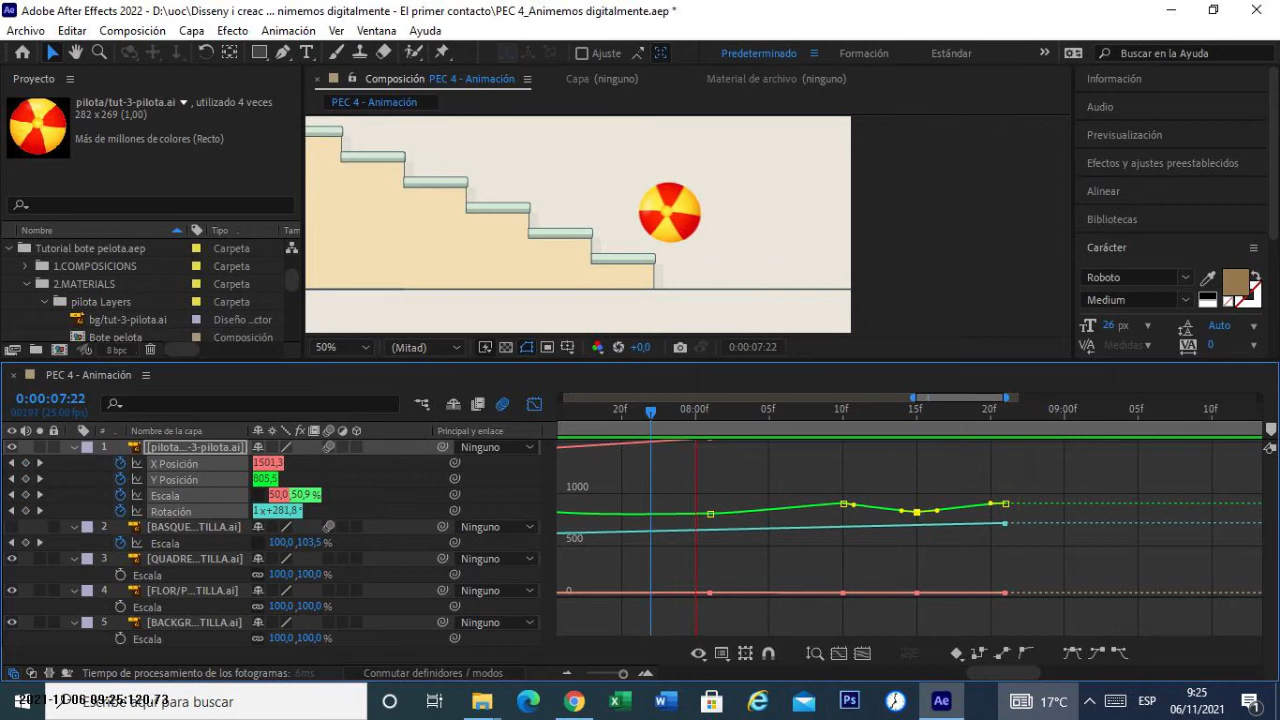 Adobe After Effects 2022 - D:\uoc\Disseny i creac ... nimemos digitalmente - El primer contacto\PEC 4_Animemos digitalmente.aep *
Archivo Editar Composición Capa Efecto Animación Ver Ventana Ayuda
Ajuste Predeterminado Formación Estándar Buscar en la Ayuda
Proyecto
Composición PEC 4 - Animación
Capa (ninguno)
Material de archivo (ninguno)
Información
PEC 4 - Animación
Audio
Previsualización
Efectos y ajustes preestablecidos
Alinear
Bibliotecas
Carácter
Roboto
Medium
26 px
Auto
Medidas
0
pilota/tut-3-pilota.ai , utilizado 4 veces
282 x 269 (1,00)
Más de millones de colores (Recto)
Nombre Tipo Tam
Tutorial bote pelota.aep Carpeta
1.COMPOSICIONS Carpeta
2.MATERIALS Carpeta
pilota Layers Carpeta
bg/tut-3-pilota.ai Diseño ...ctor
Bote pelota Composición
8 bpc
50% (Mitad) +0,0 0:00:07:22
PEC 4 - Animación
0:00:07:22
00197 (25.00 fps)
20f 08:00f 05f 10f 15f 20f 09:00f 05f 10f
# Nombre de la capa Principal y enlace
1 [pilota...-3-pilota.ai] Ninguno
X Posición 1501,3
Y Posición 805,5
Escala 50,0 50,9 %
Rotación 1x+281,8°
2 [BASQUE...TILLA.ai] Ninguno
Escala 100,0 ,103,5 %
3 [QUADRE...TILLA.ai] Ninguno
Escala 100,0 ,100,0 %
4 [FLOR/P...TILLA.ai] Ninguno
Escala 100,0 ,100,0 %
5 [BACKGR...TILLA.ai] Ninguno
Escala 100,0 ,100,0 %
1000
500
0
Tiempo de procesamiento de los fotogramas: 6ms Conmutar definidores / modos
2021-11-06 09:25:20.73
buscar
17°C
ESP
9:25
06/11/2021
1